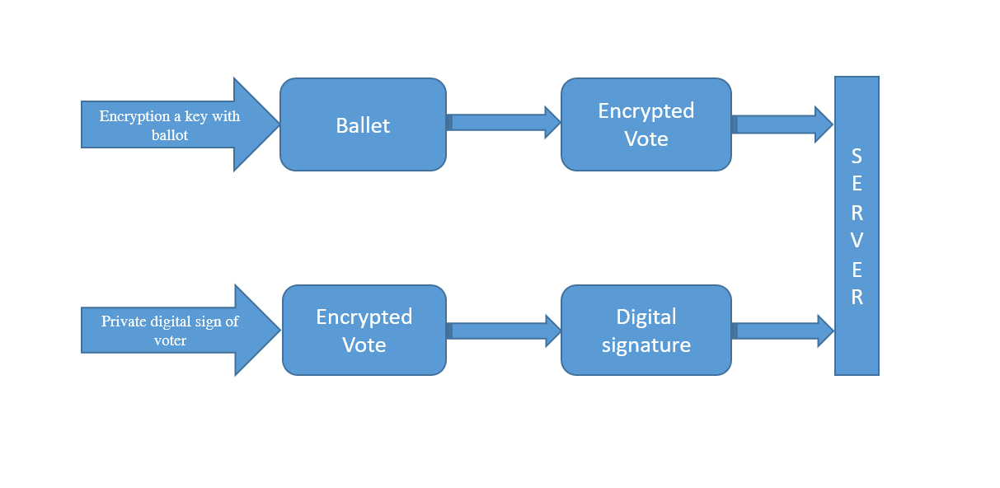 Encryption a key with
ballot
Ballet
Encrypted
Vote
S
E
R
V
E
R
Private digital sign of
voter
Encrypted
Vote
Digital
signature